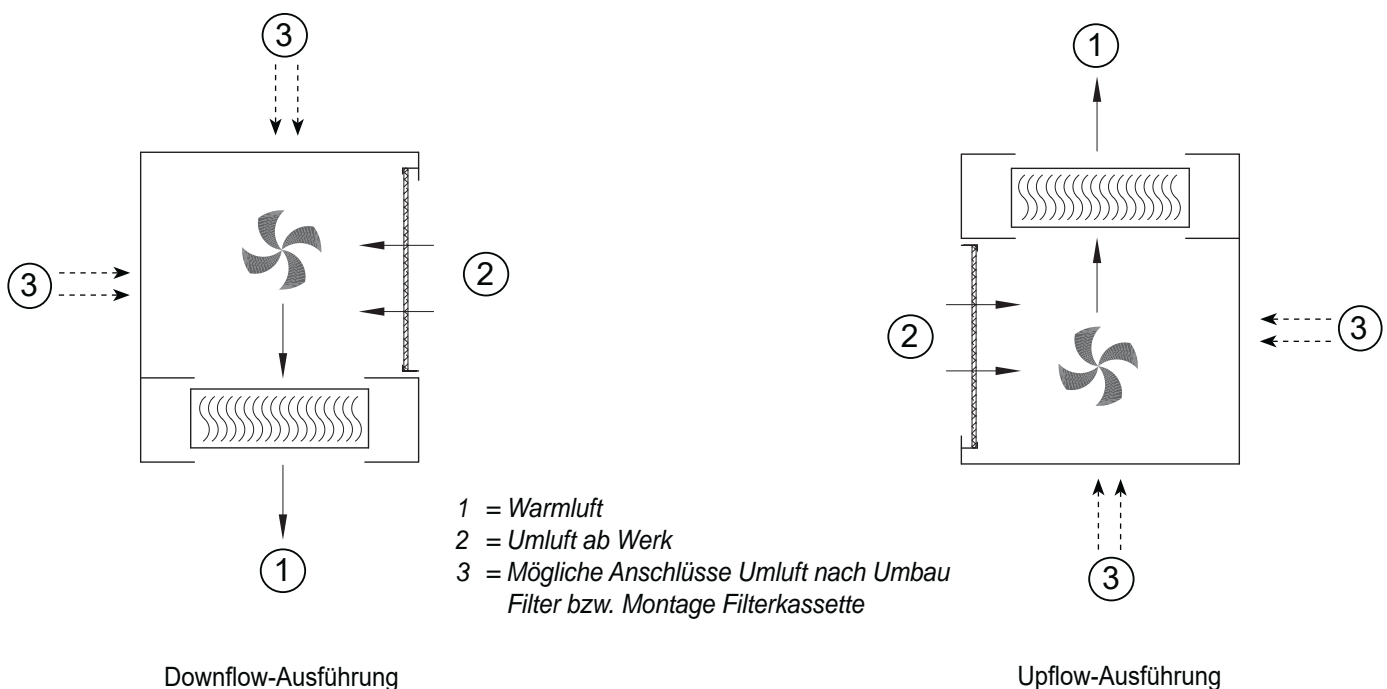 3
1
3
2
2
3
1 = Warmluft
2 = Umluft ab Werk
3 = Mögliche Anschlüsse Umluft nach Umbau
Filter bzw. Montage Filterkassette
1
3
Downflow-Ausführung
Upflow-Ausführung